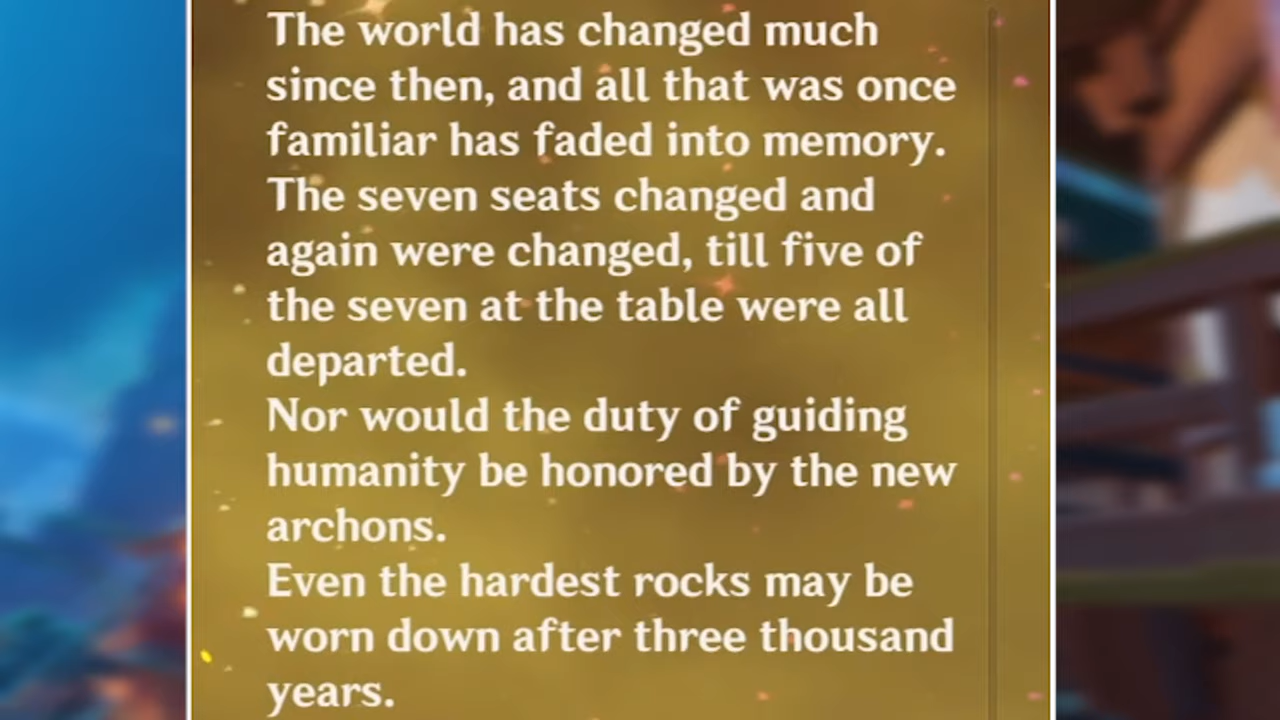 The world has changed much
since then, and all that was once
familiar has faded into memory.
The seven seats changed and
again were changed, till five of
the seven at the table were all
departed.
Nor would the duty of guiding
humanity be honored by the new
archons.
Even the hardest rocks may be
worn down after three thousand
years.